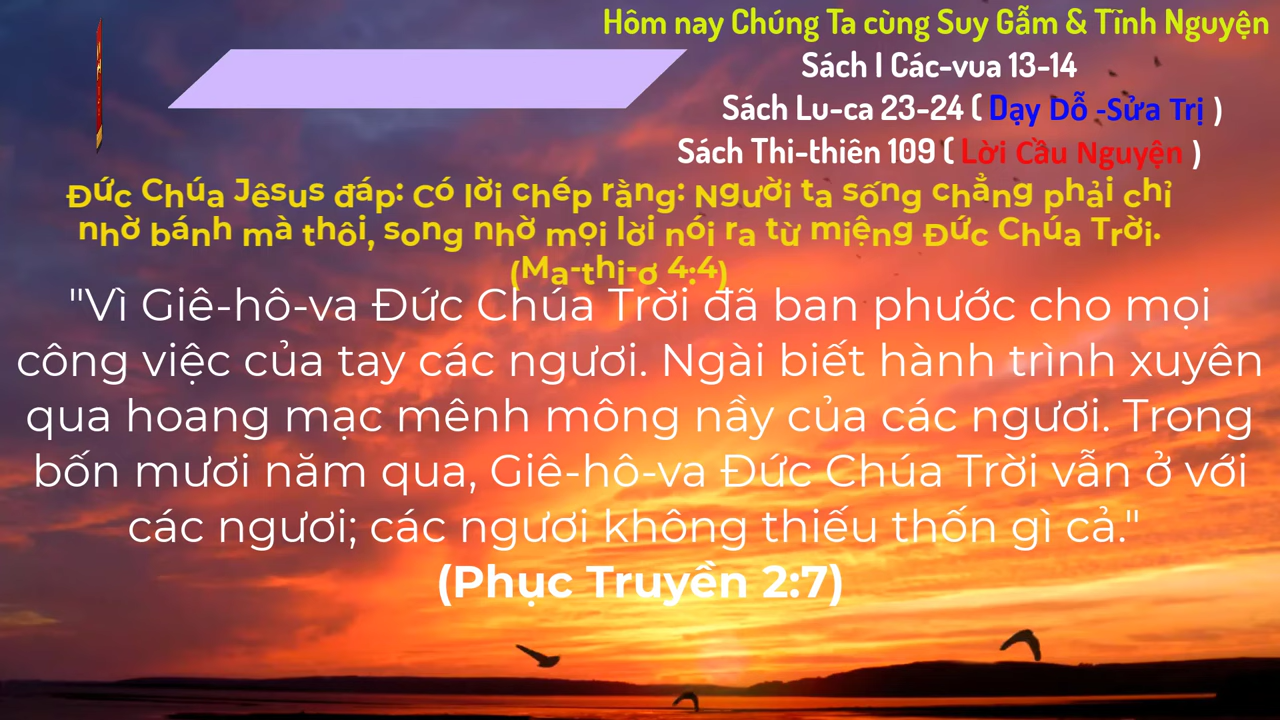 Hôm nay Chúng Ta cùng Suy Gẫm & Tĩnh Nguyện
Sách I Các-vua 13-14
Sách Lu-ca 23-24 ( Dạy Dỗ -Sửa Trị )
Sách Thi-thiên 109 ( Lời Cầu Nguyện )
Đức Chúa Jêsus đáp: Có lời chép rằng: Người ta sống chẳng phải chỉ
nhờ bánh mà thôi, song nhờ mọi lời nói ra từ miệng Đức Chúa Trời.
(Ma-thi-ơ 4:4)
"Vì Giê-hô-va Đức Chúa Trời đã ban phước cho mọi
công việc của tay các ngươi. Ngài biết hành trình xuyên
qua hoang mạc mênh mông nầy của các ngươi. Trong
bốn mươi năm qua, Giê-hô-va Đức Chúa Trời vẫn ở với
các ngươi; các ngươi không thiếu thốn gì cả."
(Phục Truyền 2:7)